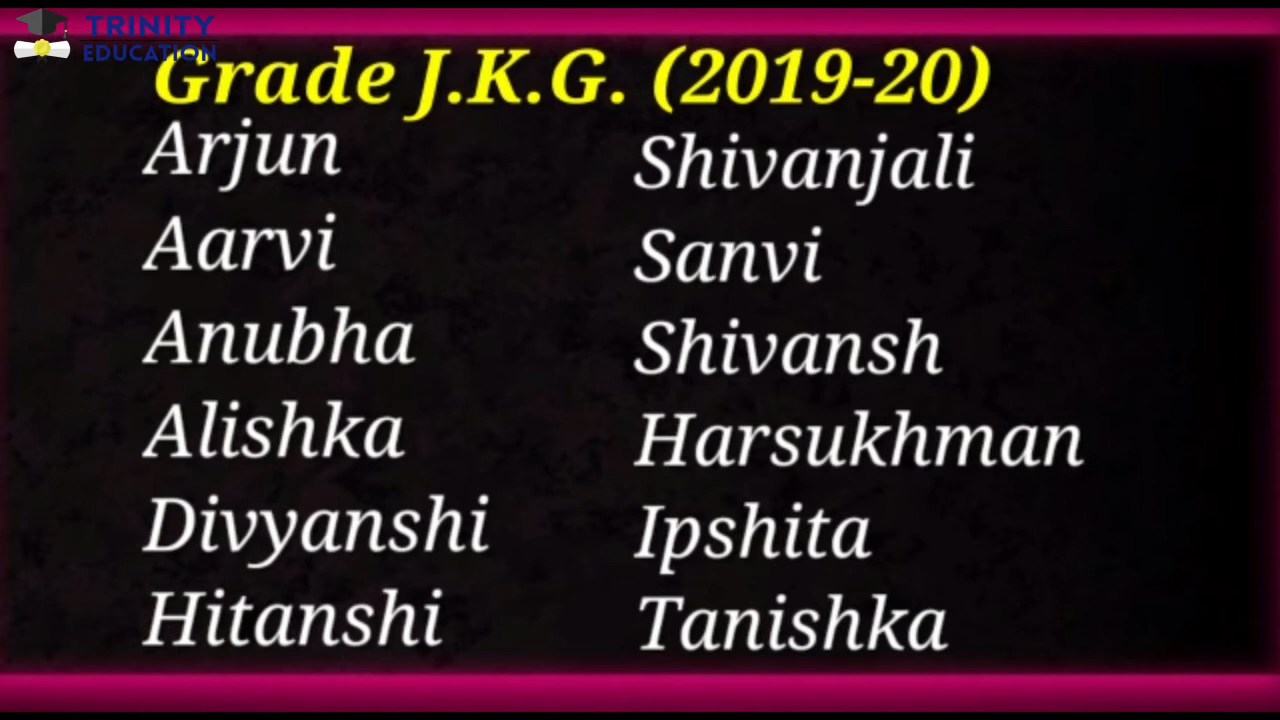 TRINITY
EDUCATION
Grade J.K.G. (2019-20)
Arjun
Aarvi
Anubha
Alishka
Divyanshi
Hitanshi
Shivanjali
Sanvi
Shivansh
Harsukhman
Ipshita
Tanishka